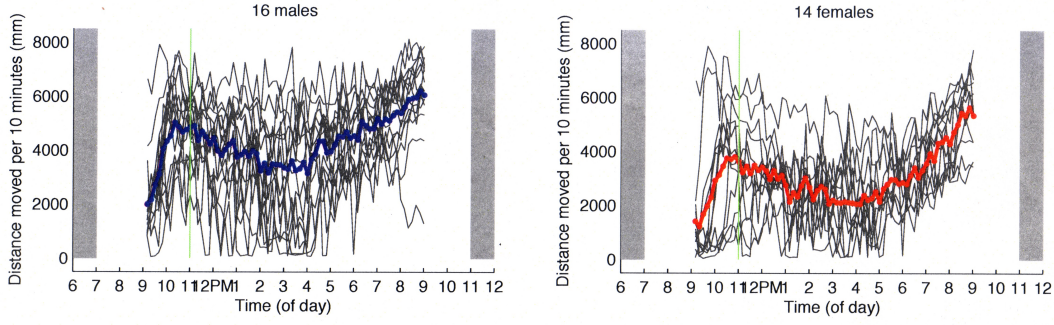 16 males
Distance moved per 10 minutes (mm)
8000
6000
4000
2000
0
6 7 8 9 10 11 12PM1 2 3 4 5 6 7 8 9 10 11 12
Time (of day)
14 females
Distance moved per 10 minutes (mm)
8000
6000
4000
2000
0
6 7 8 9 10 11 12PM1 2 3 4 5 6 7 8 9 10 11 12
Time (of day)